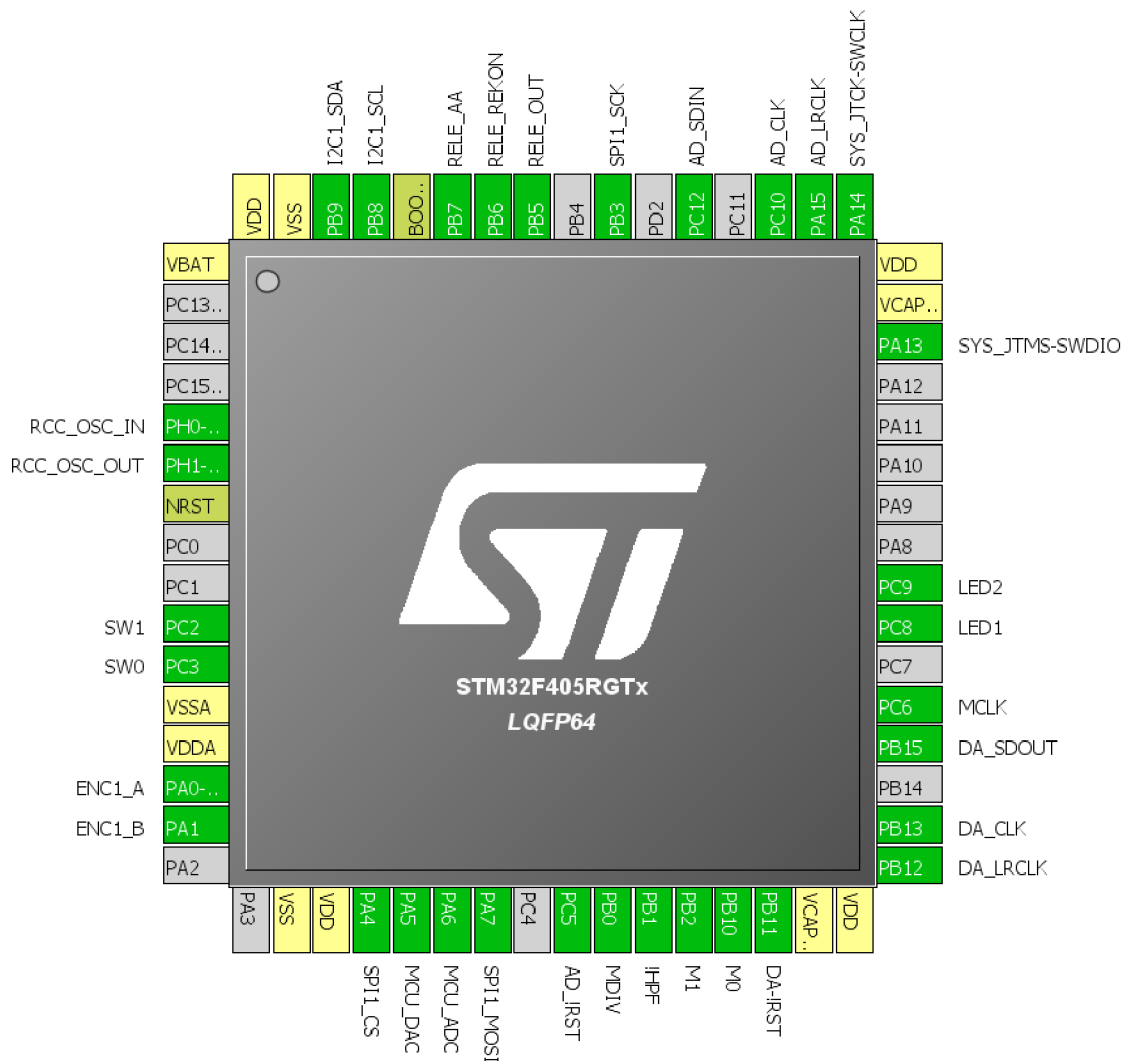 I2C1_SDA
I2C1_SCL
RELE_AA
RELE_REKON
RELE_OUT
SPI1_SCK
AD_SDIN
AD_CLK
AD_LRCLK
SYS_JTCK-SWCLK
VDD
VSS
PB9
PB8
BOO..
PB7
PB6
PB5
PB4
PB3
PD2
PC12
PC11
PC10
PA15
PA14
VBAT
PC13..
PC14..
PC15..
RCC_OSC_IN PH0-..
RCC_OSC_OUT PH1-..
NRST
PC0
PC1
SW1 PC2
SW0 PC3
VSSA
VDDA
ENC1_A PA0-..
ENC1_B PA1
PA2
STM32F405RGTx
LQFP64
VDD
VCAP..
PA13 SYS_JTMS-SWDIO
PA12
PA11
PA10
PA9
PA8
PC9 LED2
PC8 LED1
PC7
PC6 MCLK
PB15 DA_SDOUT
PB14
PB13 DA_CLK
PB12 DA_LRCLK
PA3
VSS
VDD
PA4
PA5
PA6
PA7
PC4
PC5
PB0
PB1
PB2
PB10
PB11
VCAP..
VDD
SPI1_CS
MCU_DAC
MCU_ADC
SPI1_MOSI
AD_!RST
MDIV
!HPF
M1
M0
DA-!RST